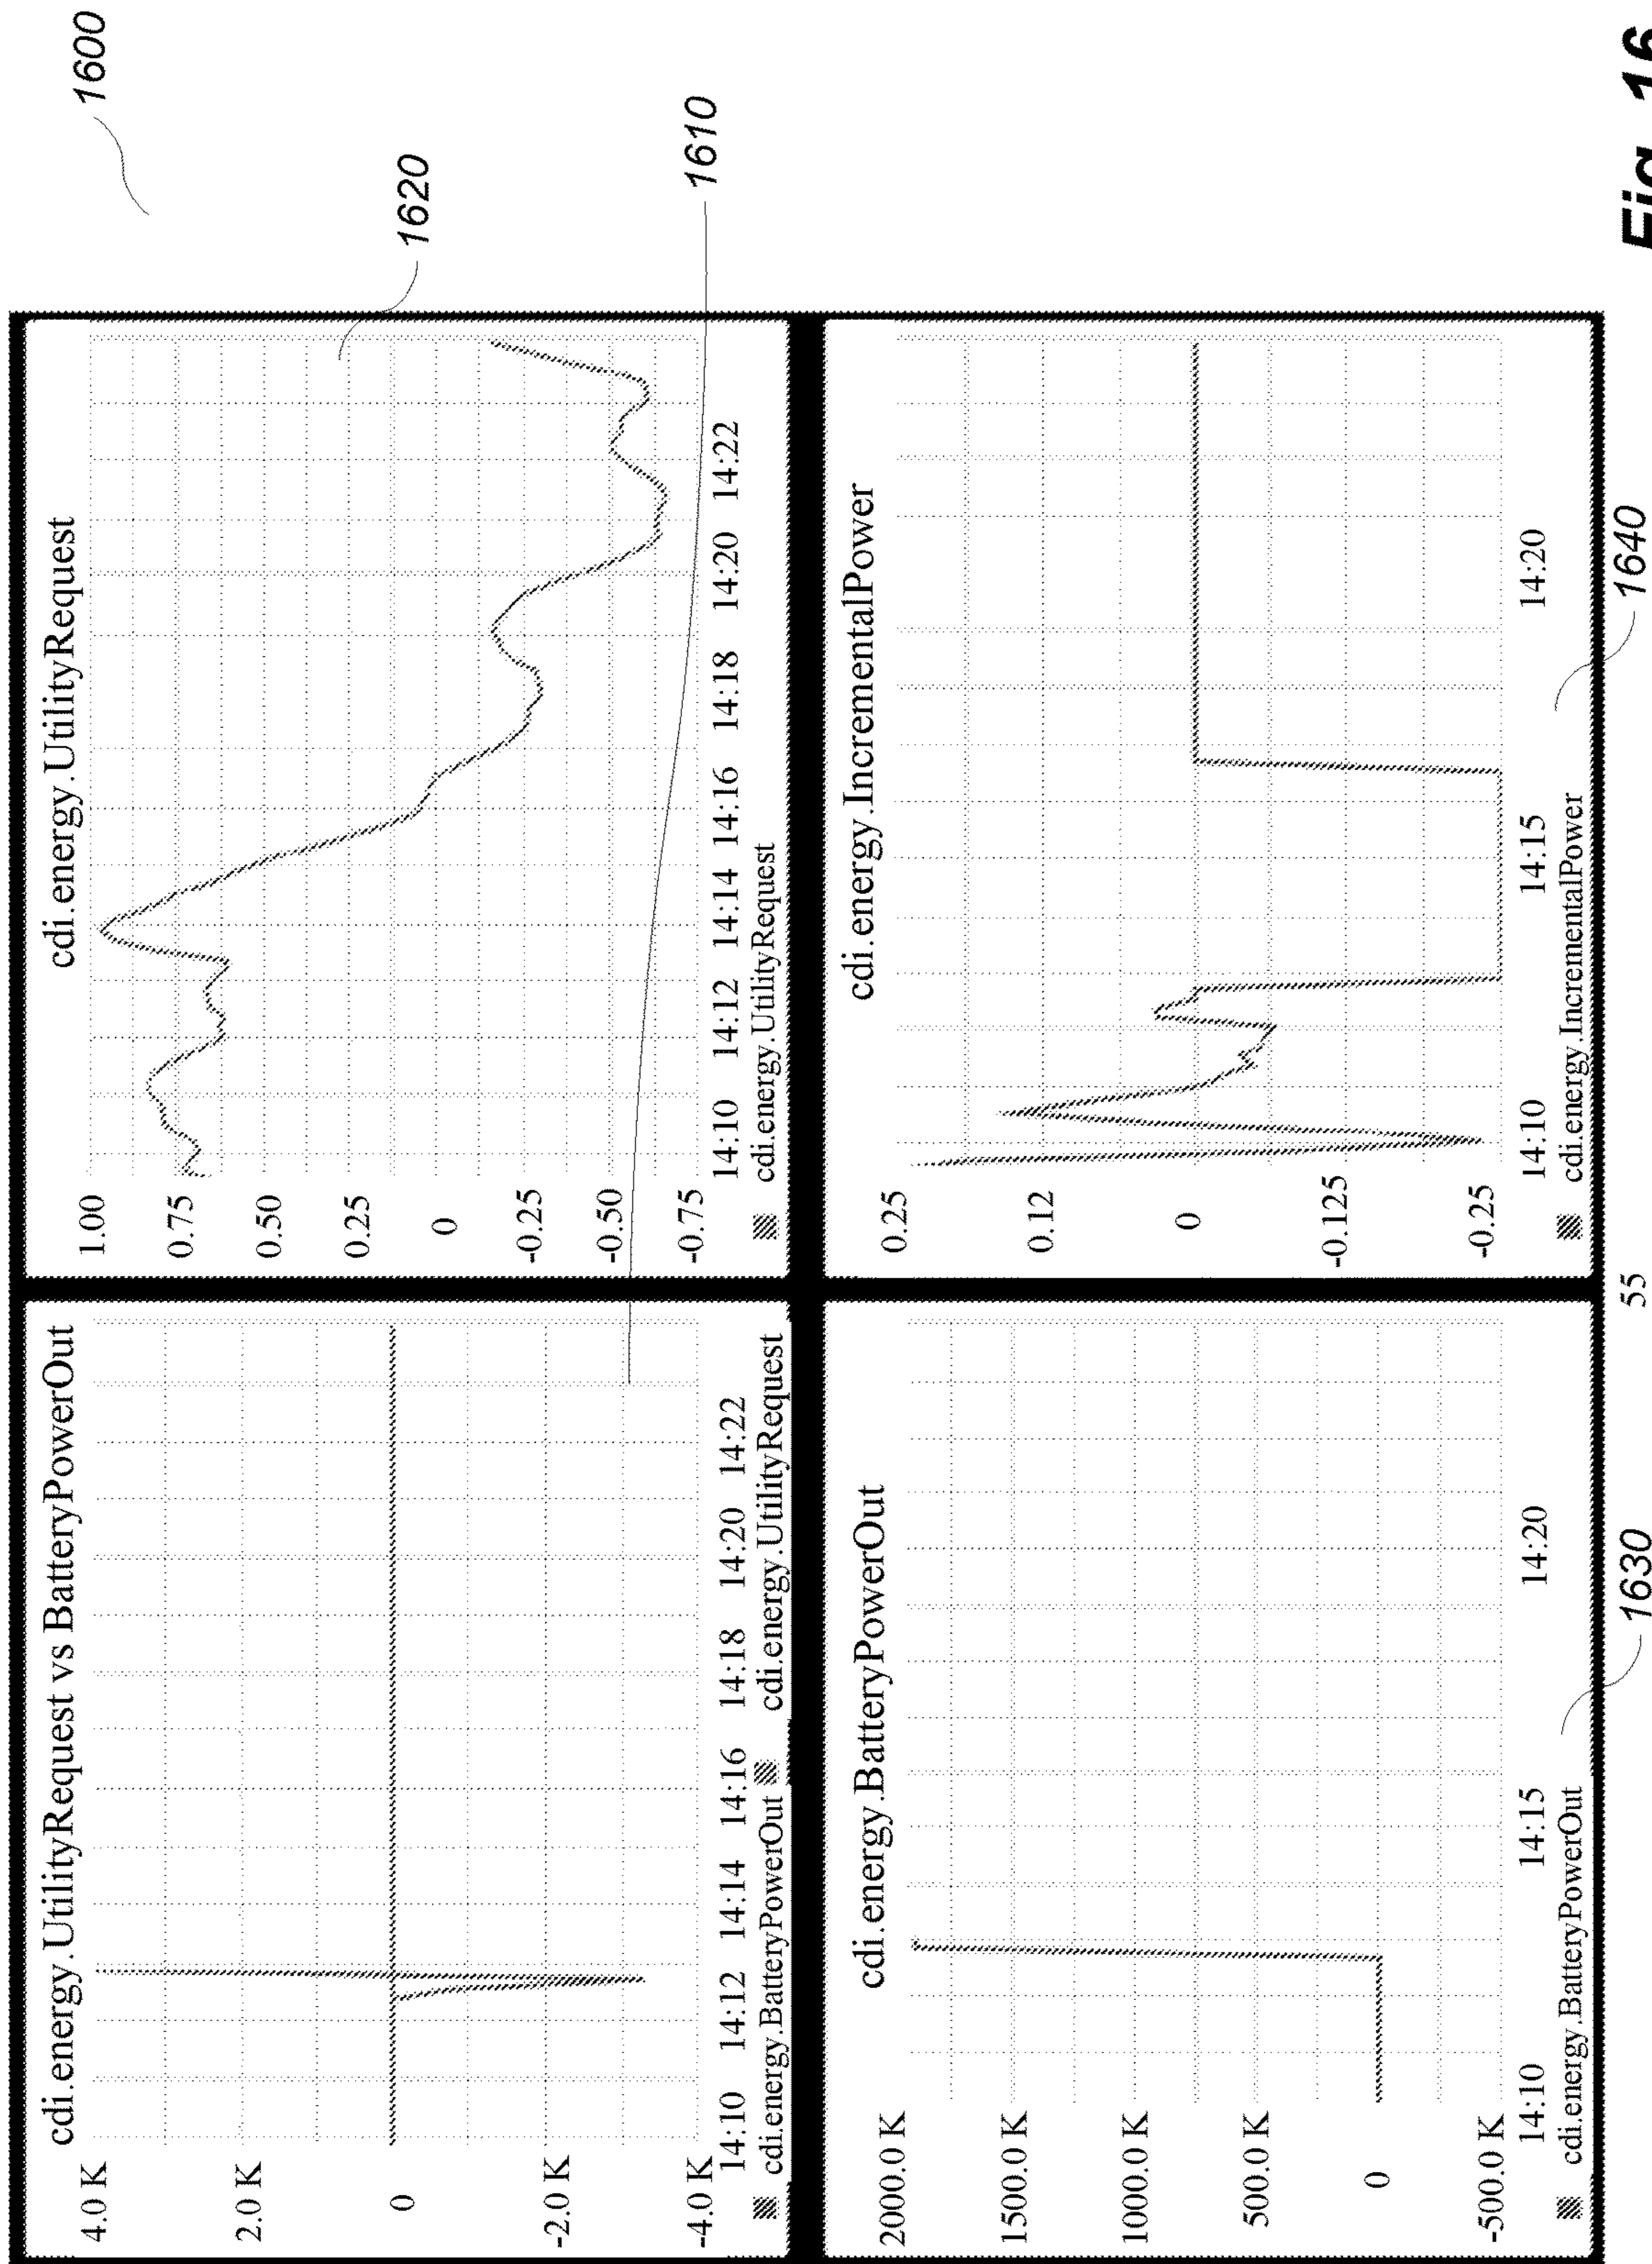 1600
cdi.energy.UtilityRequest vs BatteryPowerOut
4.0 K
2.0 K
0
-2.0 K
-4.0 K
14:10 14:12 14:14 14:16 14:18 14:20 14:22
cdi.energy.BatteryPowerOut cdi.energy.UtilityRequest
1610
cdi.energy.UtilityRequest
1.00
0.75
0.50
0.25
0
-0.25
-0.50
-0.75
14:10 14:12 14:14 14:16 14:18 14:20 14:22
cdi.energy.UtilityRequest
1620
cdi.energy.BatteryPowerOut
2000.0 K
1500.0 K
1000.0 K
500.0 K
0
-500.0 K
14:10 14:15 14:20
cdi.energy.BatteryPowerOut
1630
cdi.energy.IncrementalPower
0.25
0.12
0
-0.125
-0.25
14:10 14:15 14:20
cdi.energy.IncrementalPower
1640
55
Fig. 16